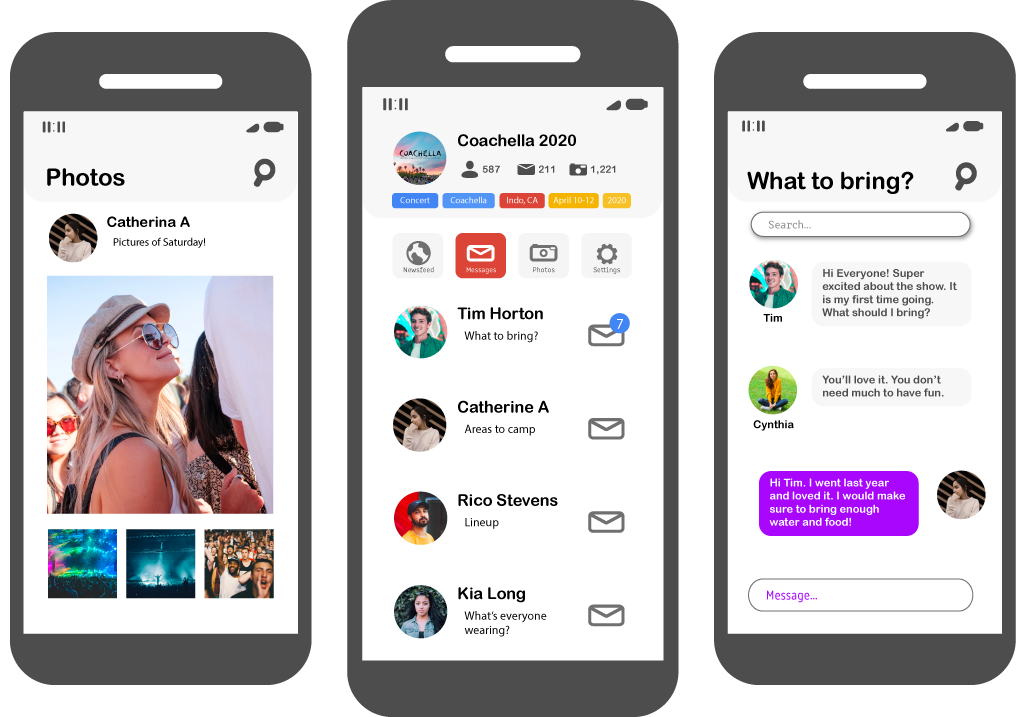 11:11
Photos
Catherina A
Pictures of Saturday!
11:11
COACHELLA
Coachella 2020
587 211 1,221
Concert Coachella Indo, CA April 10-12 2020
Newsfeed Messages Photos Settings
Tim Horton
What to bring?
7
Catherine A
Areas to camp
Rico Stevens
Lineup
Kia Long
What's everyone
wearing?
11:11
What to bring?
Search...
Hi Everyone! Super
excited about the show. It
is my first time going.
What should I bring?
Tim
You'll love it. You don't
need much to have fun.
Cynthia
Hi Tim. I went last year
and loved it. I would make
sure to bring enough
water and food!
Message...